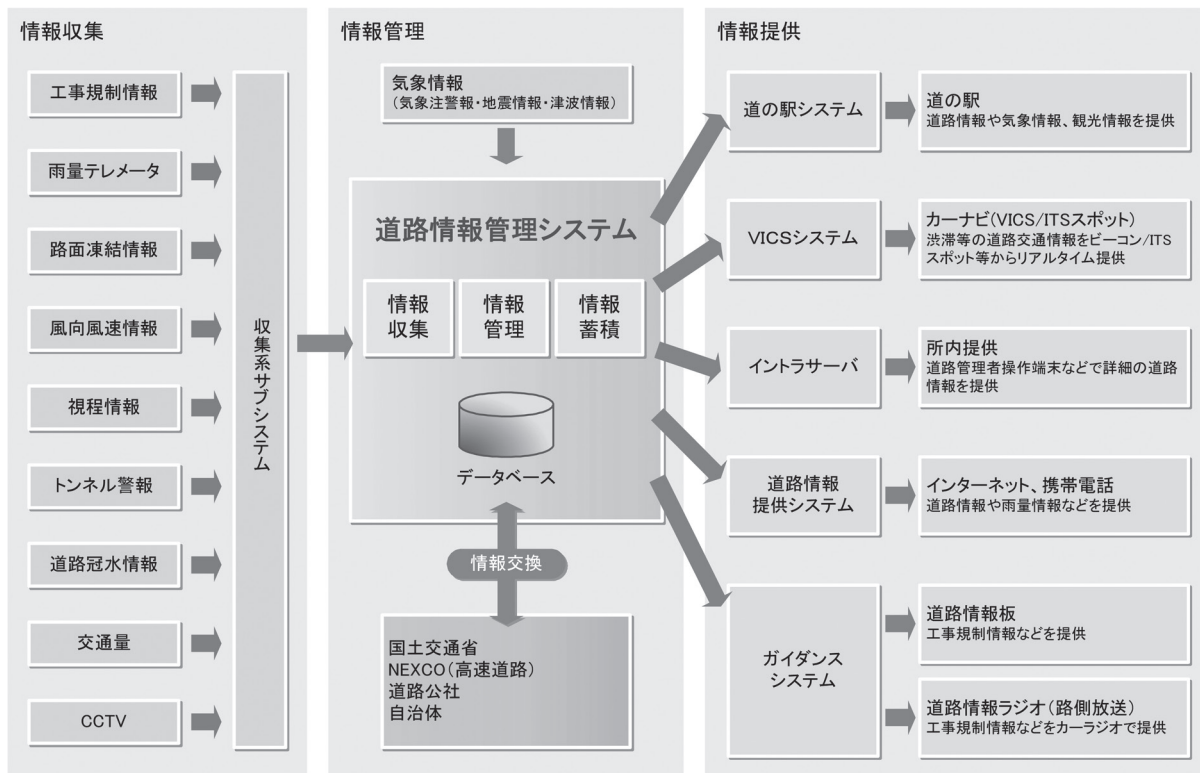 情報収集
工事規制情報
雨量テレメータ
路面凍結情報
風向風速情報
視程情報
トンネル警報
道路冠水情報
交通量
CCTV
収集系サブシステム
情報管理
気象情報
(気象注警報・地震情報・津波情報)
道路情報管理システム
情報
収集
情報
管理
情報
蓄積
データベース
情報交換
国土交通省
NEXCO(高速道路)
道路公社
自治体
情報提供
道の駅システム
道の駅
道路情報や気象情報、観光情報を提供
VICSシステム
カーナビ(VICS/ITSスポット)
渋滞等の道路交通情報をビーコン/ITS
スポット等からリアルタイム提供
イントラサーバ
所内提供
道路管理者操作端末などで詳細の道路
情報を提供
道路情報
提供システム
インターネット、携帯電話
道路情報や雨量情報などを提供
ガイダンス
システム
道路情報板
工事規制情報などを提供
道路情報ラジオ(路側放送)
工事規制情報などをカーラジオで提供